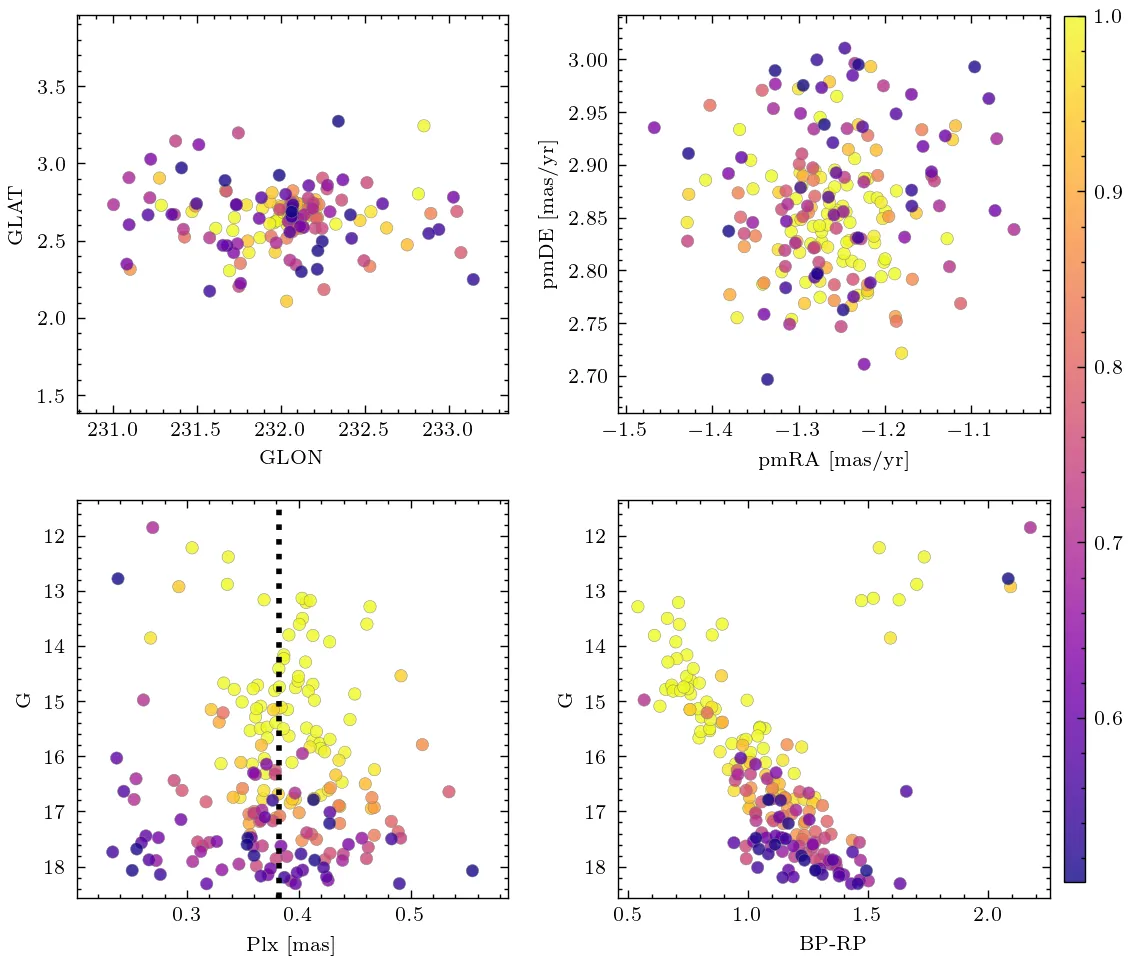 3.5
3.0
2.5
2.0
1.5
GLAT
231.0 231.5 232.0 232.5 233.0
GLON
3.00
2.95
2.90
2.85
2.80
2.75
2.70
pmDE [mas/yr]
−1.5 −1.4 −1.3 −1.2 −1.1
pmRA [mas/yr]
1.0
0.9
0.8
0.7
0.6
12
13
14
15
16
17
18
G
0.3 0.4 0.5
Plx [mas]
12
13
14
15
16
17
18
G
0.5 1.0 1.5 2.0
BP-RP